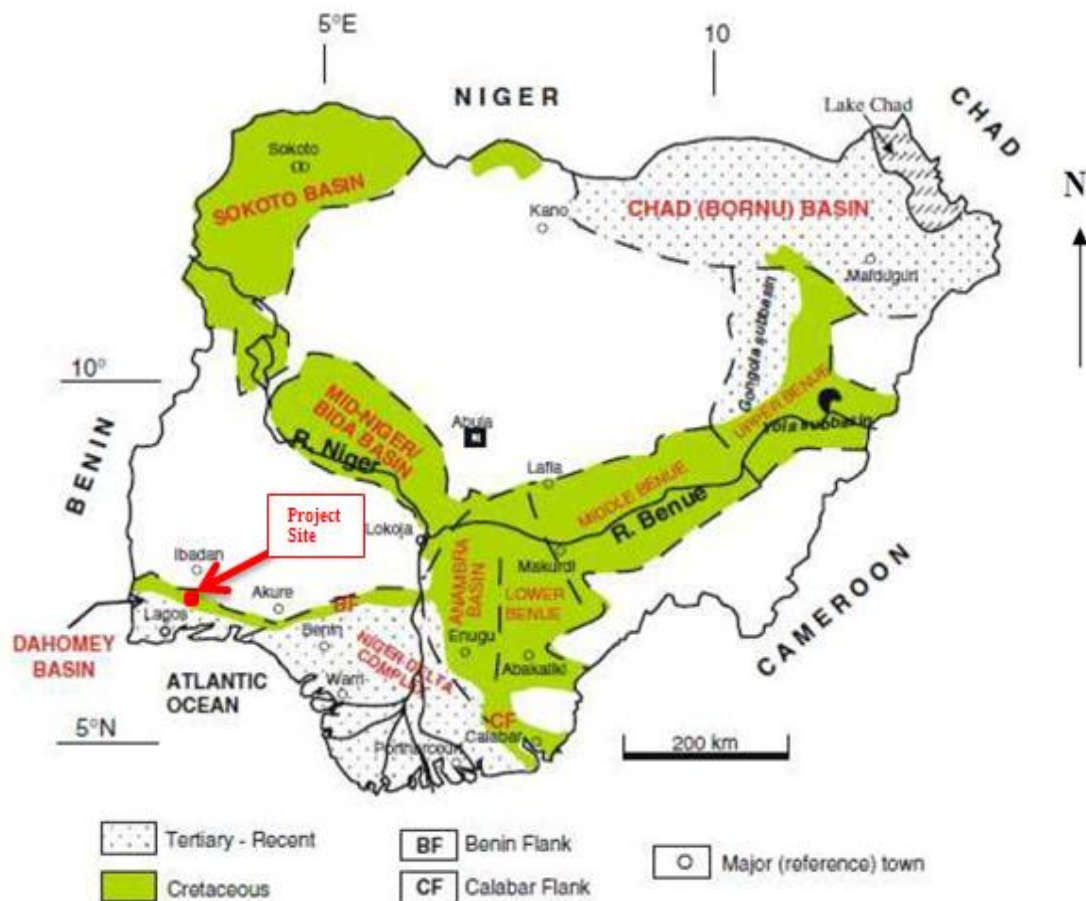 5°E
10
NIGER
Lake Chad
CHAD
N
Sokoto
SOKOTO BASIN
Kano
CHAD (BORNU) BASIN
Maiduguri
Gongola subbasin
10°
MID-NIGER/
BIDA BASIN
R. Niger
Abuja
UPPER BENUE
Yola subbasin
BENIN
Lafia
MIDDLE BENUE
R. Benue
Project
Site
Lokoja
Ibadan
Makurdi
ANAMBRA
BASIN
LOWER
BENUE
Akure
BF
Lagos
Benin
Enugu
CAMEROON
DAHOMEY
BASIN
NIGER DELTA
COMPLEX
Abakaliki
ATLANTIC
OCEAN
Warri
CF
Calabar
5°N
Portharcourt
200 km
Tertiary - Recent
BF Benin Flank
Major (reference) town
Cretaceous
CF Calabar Flank